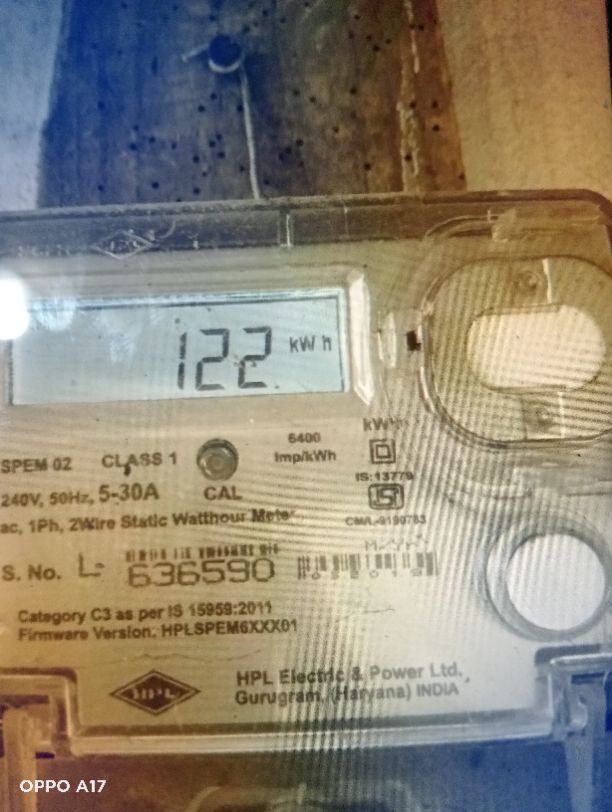 122 kWh
kWh
6400
Imp/kWh
SPEM 02 CLASS 1
IS:13779
240V, 50Hz, 5-30A CAL
ac, 1Ph, 2Wire Static Watthour Meter
CM/L-9190783
S. No. L- 636590
Category C3 as per IS 15959:2011
Firmware Version: HPLSPEM6XXX01
HPL
HPL Electric & Power Ltd.,
Gurugram, (Haryana) INDIA
OPPO A17